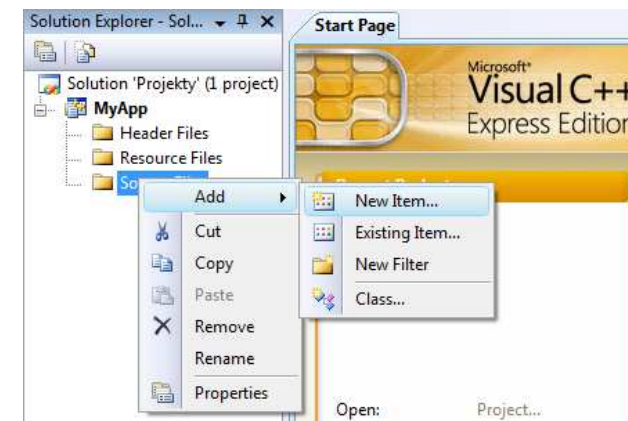 Solution Explorer - Sol...
Start Page
Solution 'Projekty' (1 project)
MyApp
Header Files
Resource Files
Microsoft®
Visual C++
Express Edition
Add
New Item...
Cut
Existing Item...
Copy
New Filter
Paste
Class...
Remove
Rename
Properties
Open: Project...